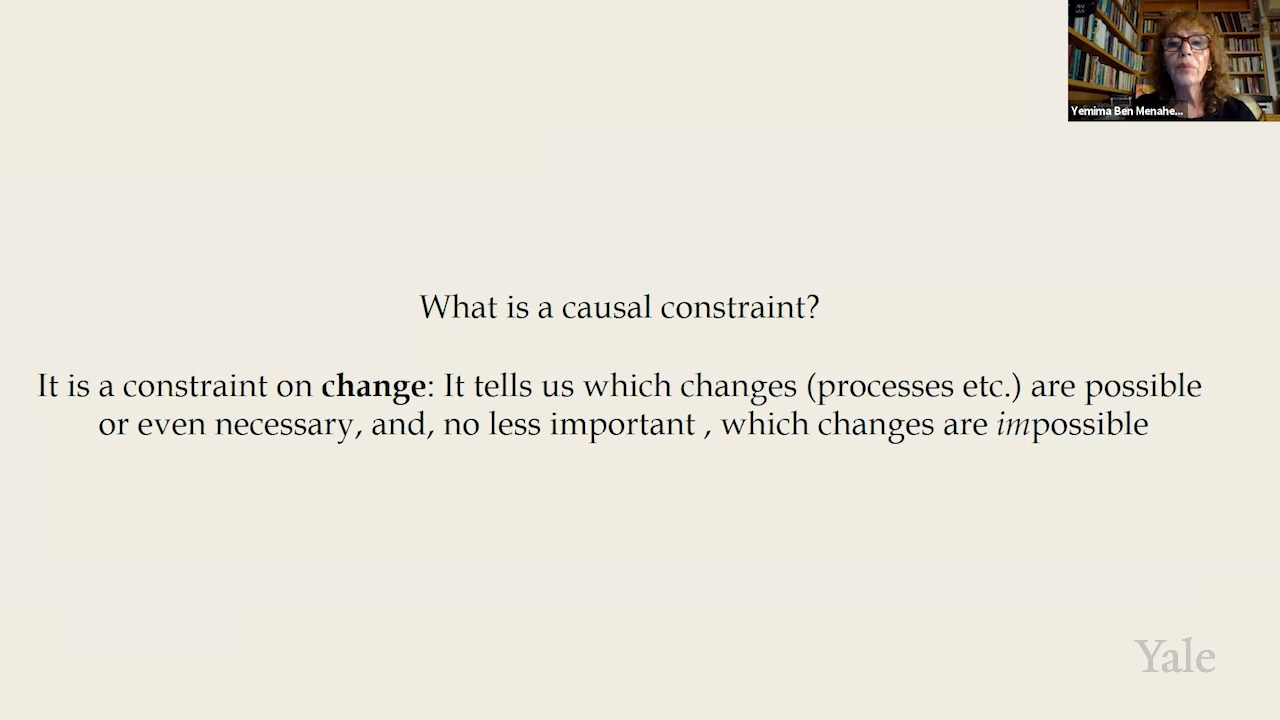 Yemima Ben Menahe...
What is a causal constraint?
It is a constraint on change: It tells us which changes (processes etc.) are possible
or even necessary, and, no less important , which changes are impossible
Yale